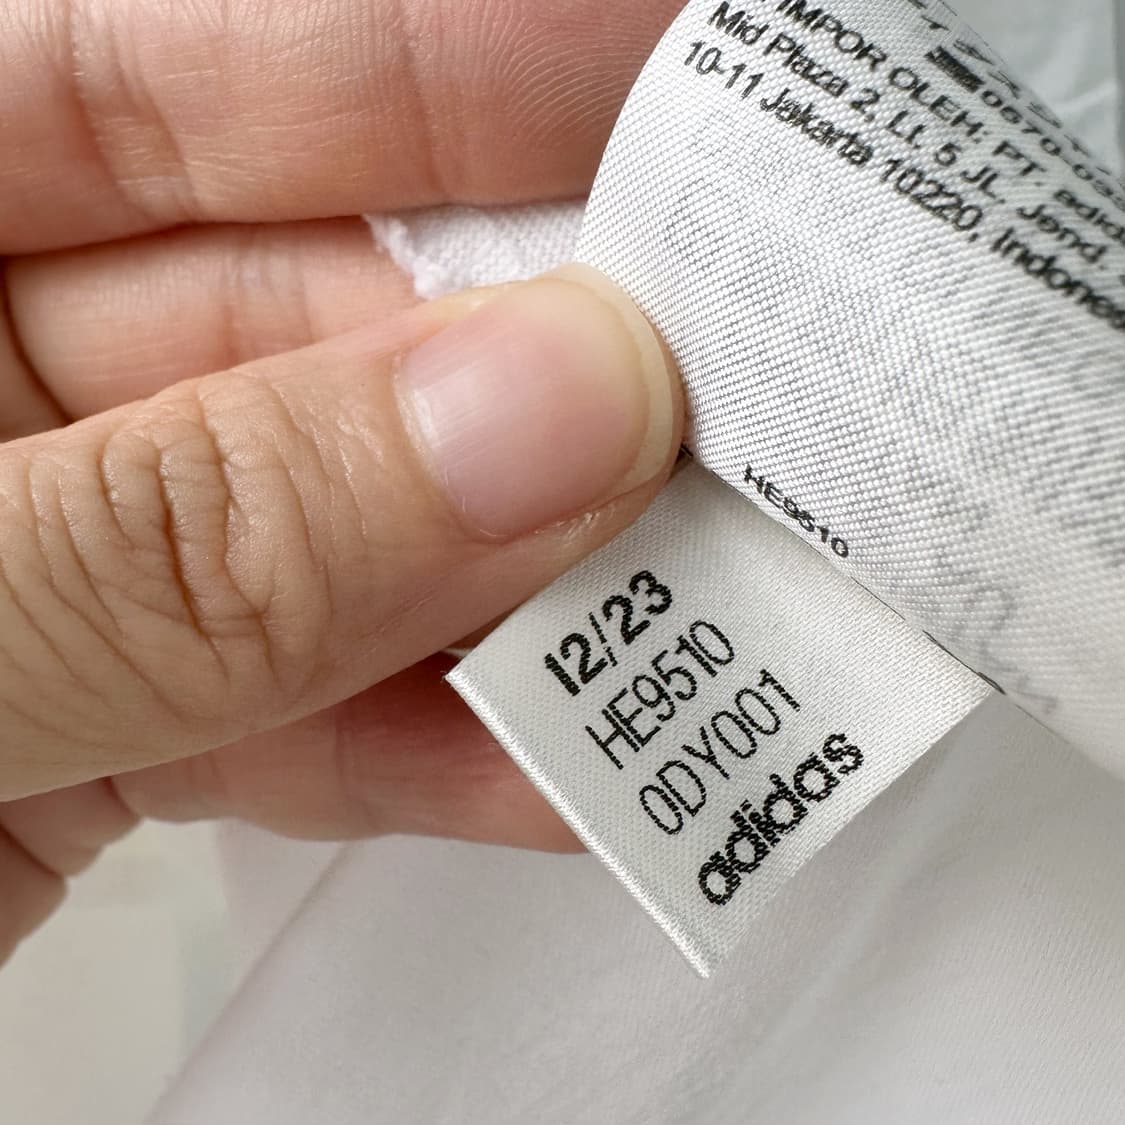 IMPOR OLEH: PT. adid
Mid Plaza 2, Lt. 5 JL. Jend.
10-11 Jakarta 10220, Indones
HE9510
12/23
HE9510
0DY001
adidas